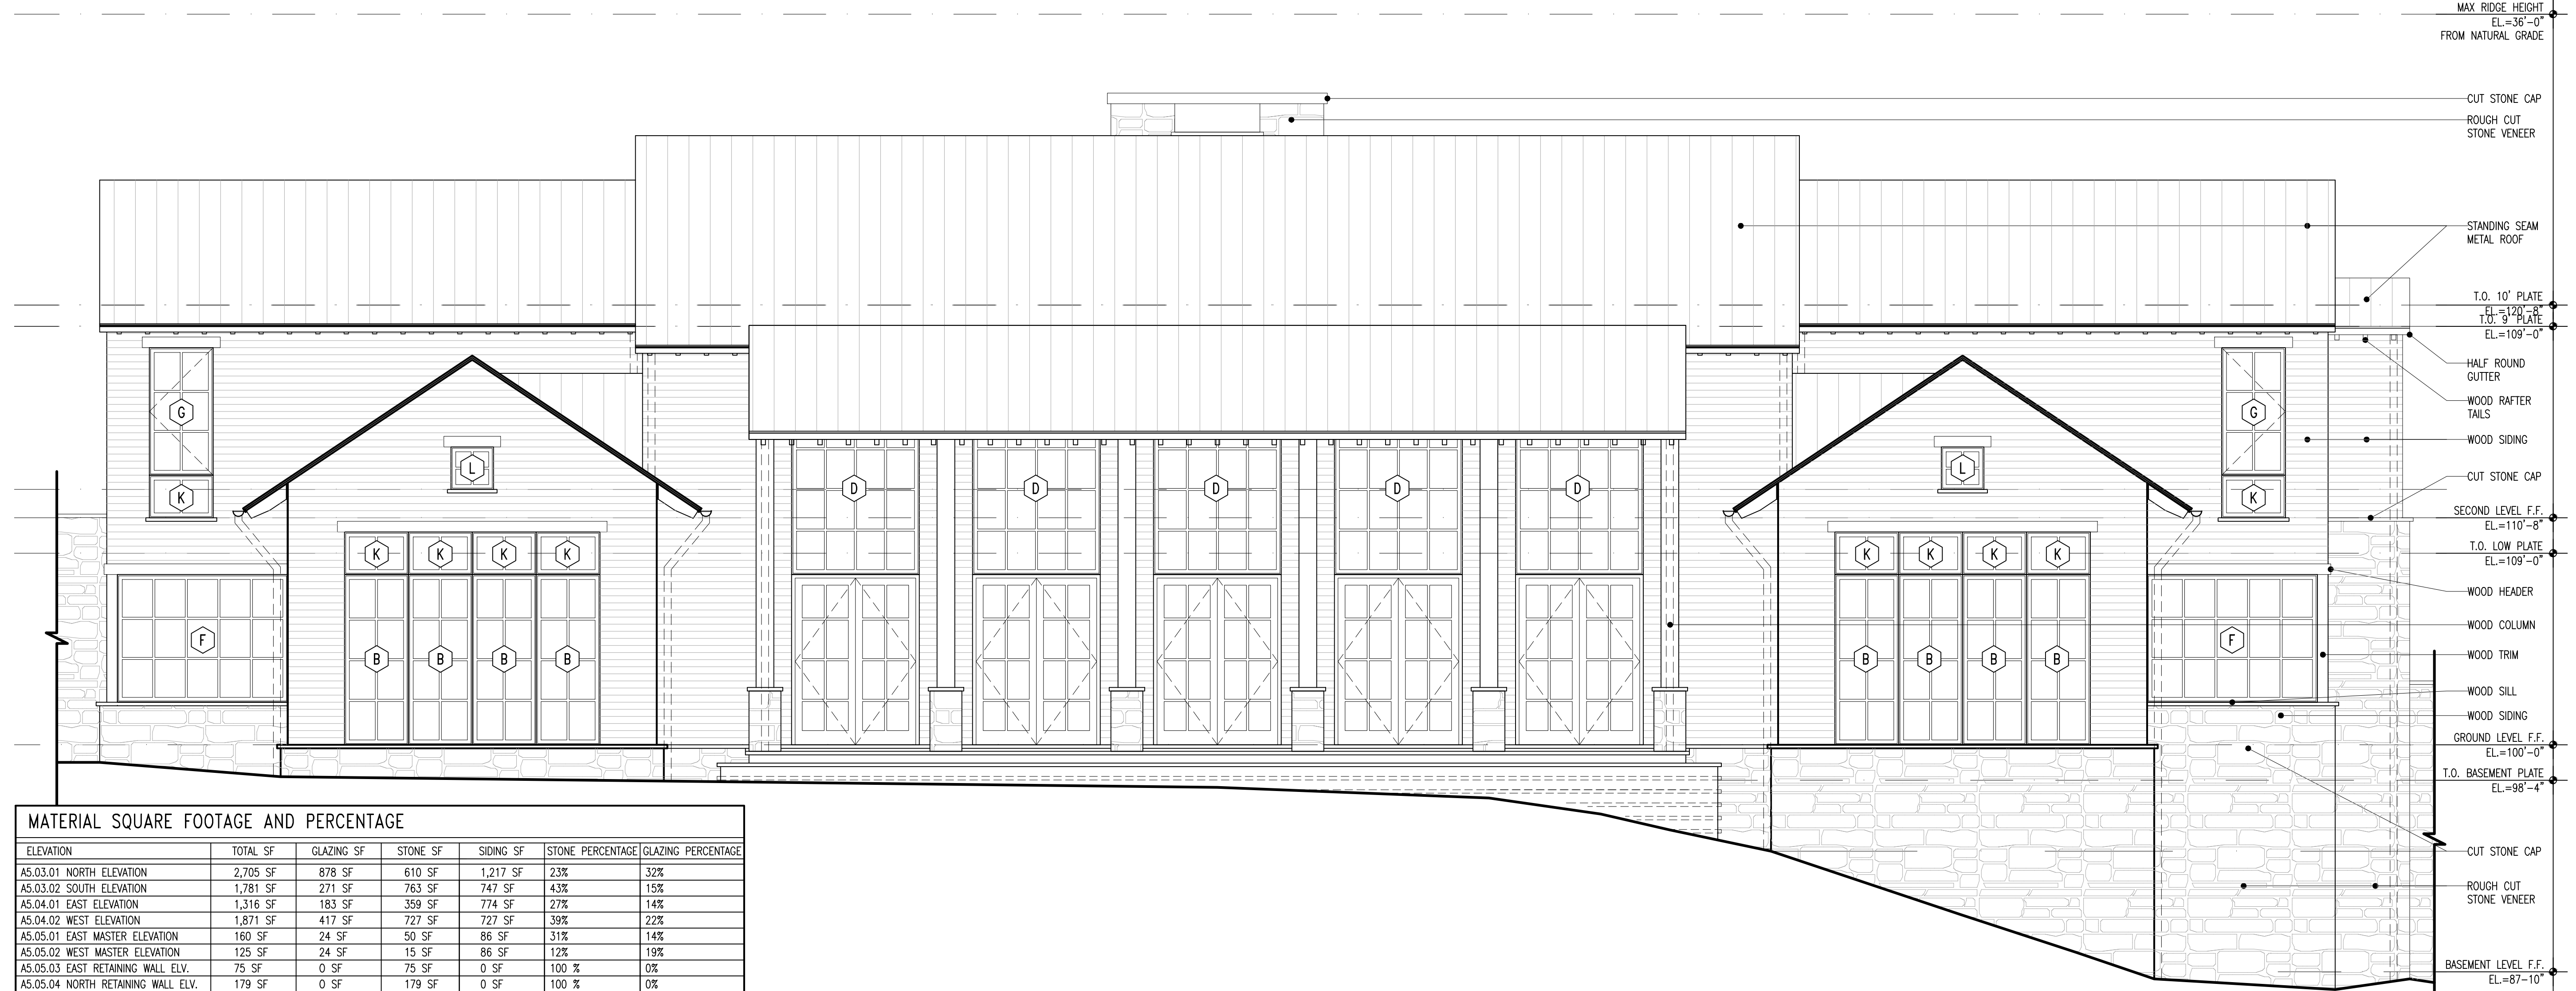 MAX RIDGE HEIGHT
EL.=36'-0"
FROM NATURAL GRADE
CUT STONE CAP
ROUGH CUT
STONE VENEER
STANDING SEAM
METAL ROOF
T.O. 10' PLATE
EL.=120'-8"
T.O. 9' PLATE
EL.=109'-0"
HALF ROUND
GUTTER
WOOD RAFTER
TAILS
WOOD SIDING
CUT STONE CAP
SECOND LEVEL F.F.
EL.=110'-8"
T.O. LOW PLATE
EL.=109'-0"
WOOD HEADER
WOOD COLUMN
WOOD TRIM
WOOD SILL
WOOD SIDING
GROUND LEVEL F.F.
EL.=100'-0"
T.O. BASEMENT PLATE
EL.=98'-4"
CUT STONE CAP
ROUGH CUT
STONE VENEER
BASEMENT LEVEL F.F.
EL.=87-10"
G G
L D D D D D L
K K
K K K K K K K K
F F
B B B B B B B B
MATERIAL SQUARE FOOTAGE AND PERCENTAGE
ELEVATION TOTAL SF GLAZING SF STONE SF SIDING SF STONE PERCENTAGE GLAZING PERCENTAGE
A5.03.01 NORTH ELEVATION 2,705 SF 878 SF 610 SF 1,217 SF 23% 32%
A5.03.02 SOUTH ELEVATION 1,781 SF 271 SF 763 SF 747 SF 43% 15%
A5.04.01 EAST ELEVATION 1,316 SF 183 SF 359 SF 774 SF 27% 14%
A5.04.02 WEST ELEVATION 1,871 SF 417 SF 727 SF 727 SF 39% 22%
A5.05.01 EAST MASTER ELEVATION 160 SF 24 SF 50 SF 86 SF 31% 14%
A5.05.02 WEST MASTER ELEVATION 125 SF 24 SF 15 SF 86 SF 12% 19%
A5.05.03 EAST RETAINING WALL ELV. 75 SF 0 SF 75 SF 0 SF 100 % 0%
A5.05.04 NORTH RETAINING WALL ELV. 179 SF 0 SF 179 SF 0 SF 100 % 0%